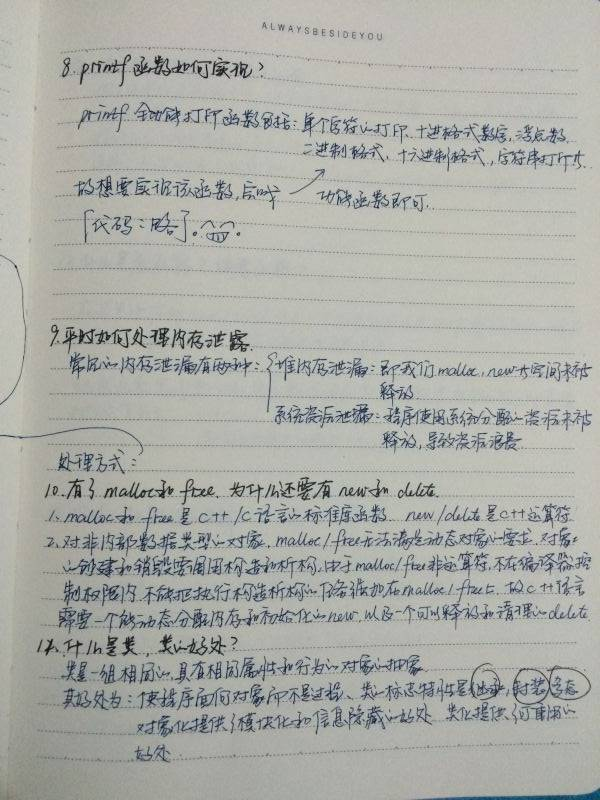 ALWAYSBESIDEYOU
8. printf函数如何实现?
printf 全功能打印函数包括:单个字符的打印、十进格式数字、浮点数、
二进制格式,十六进制格式,字符串打印等
故想要实现该函数,完成
功能函数即可.
「代码:略」。
9.平时如何处理内存泄露.
常见的内存泄漏有两种: 堆内存泄漏:即我们malloc, new的空间未被
释放.
系统资源泄漏:程序使用系统分配的资源未被
释放,导致资源浪费.
处理方式:
10.有了malloc和free.为什么还要有new和delete.
1. malloc和free是C++/C语言的标准库函数 new/delete是C++运算符
2. 对非内部数据类型的对象,malloc/free无法满足动态对象的要求.对象
的创建和销毁要调用构造和析构.由于malloc/free非运算符,不在编译器控
制权限内,不能把执行构造析构的任务强加在malloc/free上. 故C++语言
需要一个能动态分配内存和初始化的new.以及一个可以释放和清理的delete
什么是类,类的好处?
类是一组相同的,具有相同属性和行为的对象的抽象
其好处为:使程序面向对象而不是过程、类的标志特性是继承,封装,多态
对象化提供了模块化和信息隐藏的好处 类化提供了可重用的
好处